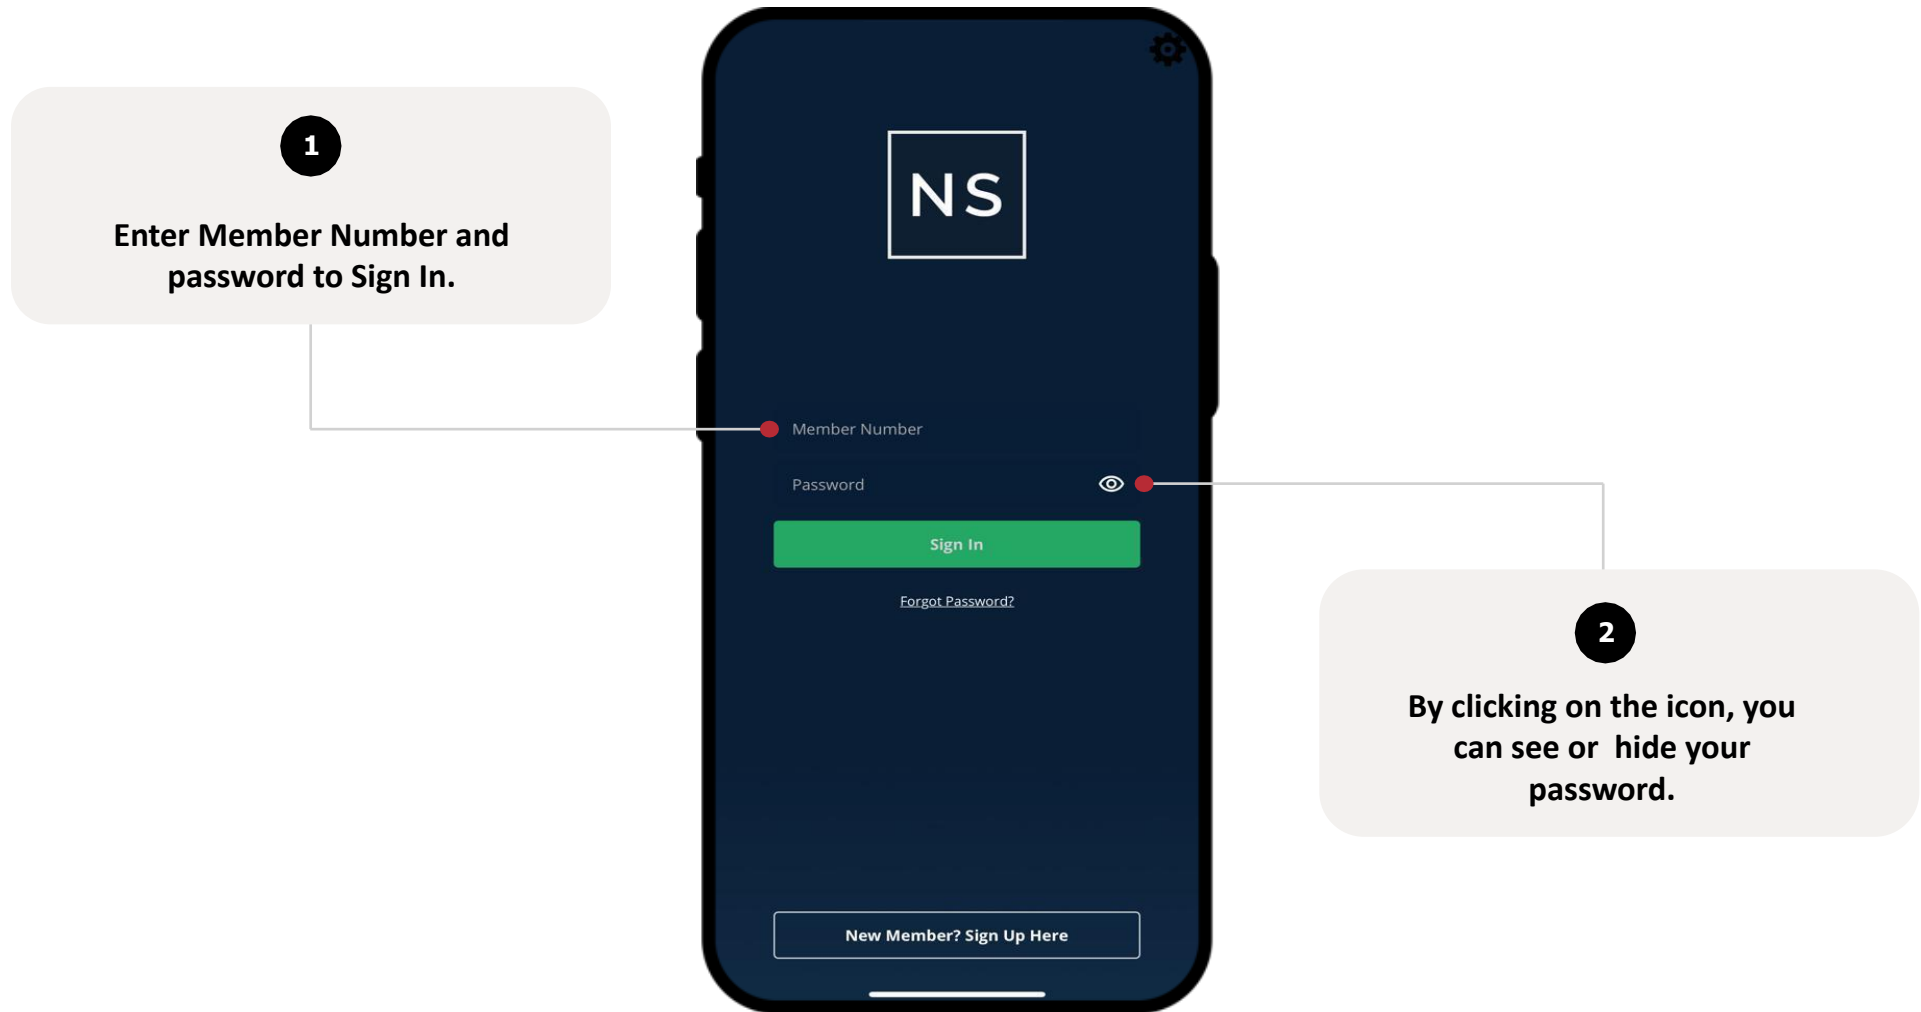 1
Enter Member Number and
password to Sign In.
NS
Member Number
Password
Sign In
Forgot Password?
2
By clicking on the icon, you
can see or  hide your
password.
New Member? Sign Up Here